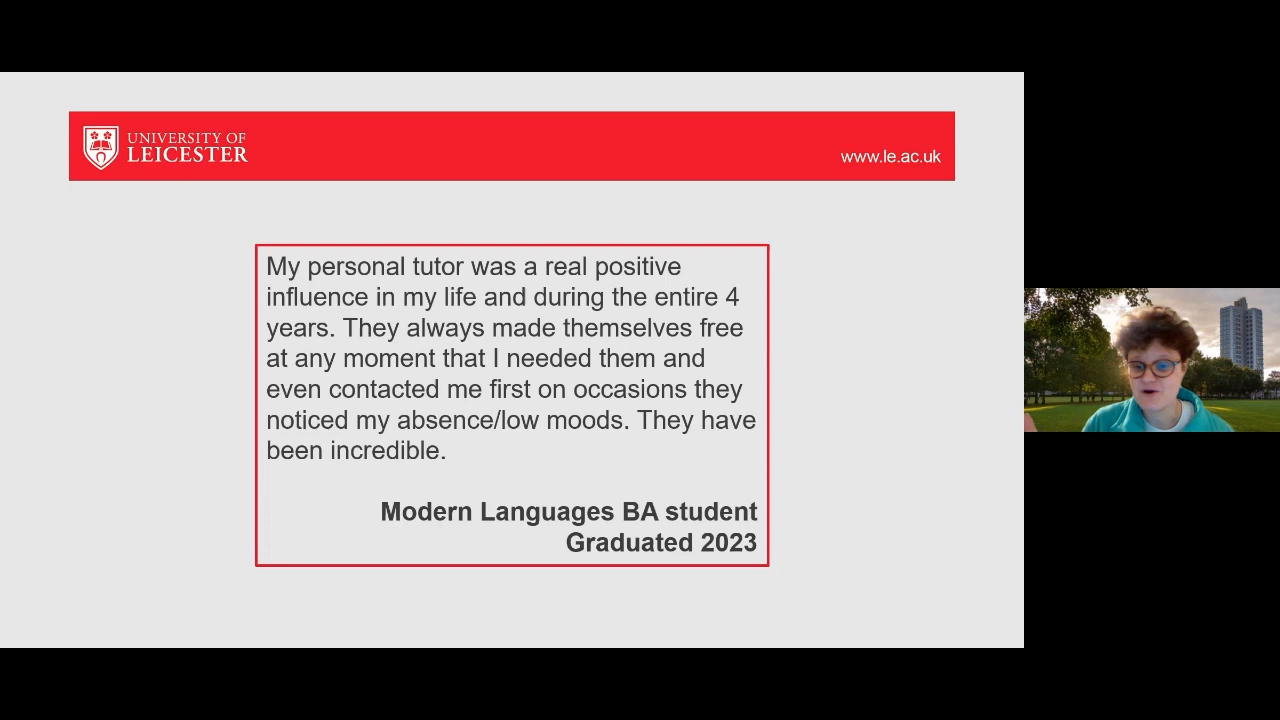 UNIVERSITY OF
LEICESTER
www.le.ac.uk
My personal tutor was a real positive
influence in my life and during the entire 4
years. They always made themselves free
at any moment that I needed them and
even contacted me first on occasions they
noticed my absence/low moods. They have
been incredible.
Modern Languages BA student
Graduated 2023